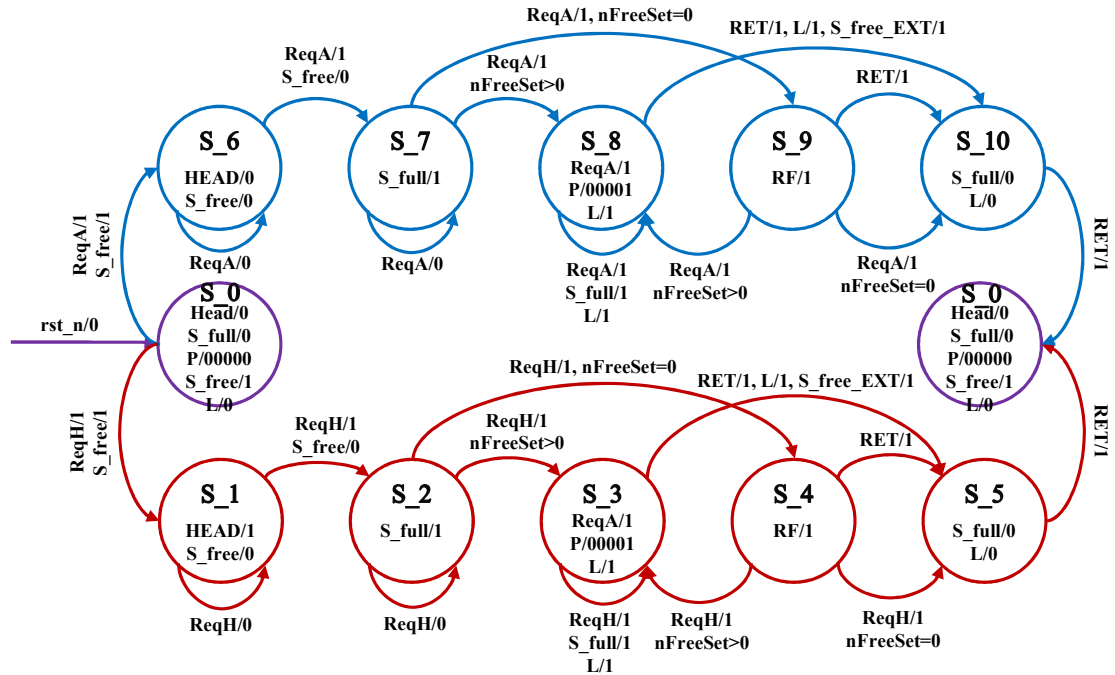 ReqA/1, nFreeSet=0
RET/1, L/1, S_free_EXT/1
ReqA/1
S_free/0
ReqA/1
nFreeSet>0
RET/1
S_6
HEAD/0
S_free/0
S_7
S_full/1
S_8
ReqA/1
P/00001
L/1
S_9
RF/1
S_10
S_full/0
L/0
ReqA/1
S_free/1
ReqA/0
ReqA/0
ReqA/1
S_full/1
L/1
ReqA/1
nFreeSet>0
ReqA/1
nFreeSet=0
RET/1
rst_n/0
S_0
Head/0
S_full/0
P/00000
S_free/1
L/0
S_0
Head/0
S_full/0
P/00000
S_free/1
L/0
ReqH/1, nFreeSet=0
RET/1, L/1, S_free_EXT/1
ReqH/1
S_free/1
ReqH/1
S_free/0
ReqH/1
nFreeSet>0
RET/1
RET/1
S_1
HEAD/1
S_free/0
S_2
S_full/1
S_3
ReqA/1
P/00001
L/1
S_4
RF/1
S_5
S_full/0
L/0
ReqH/0
ReqH/0
ReqH/1
S_full/1
L/1
ReqH/1
nFreeSet>0
ReqH/1
nFreeSet=0